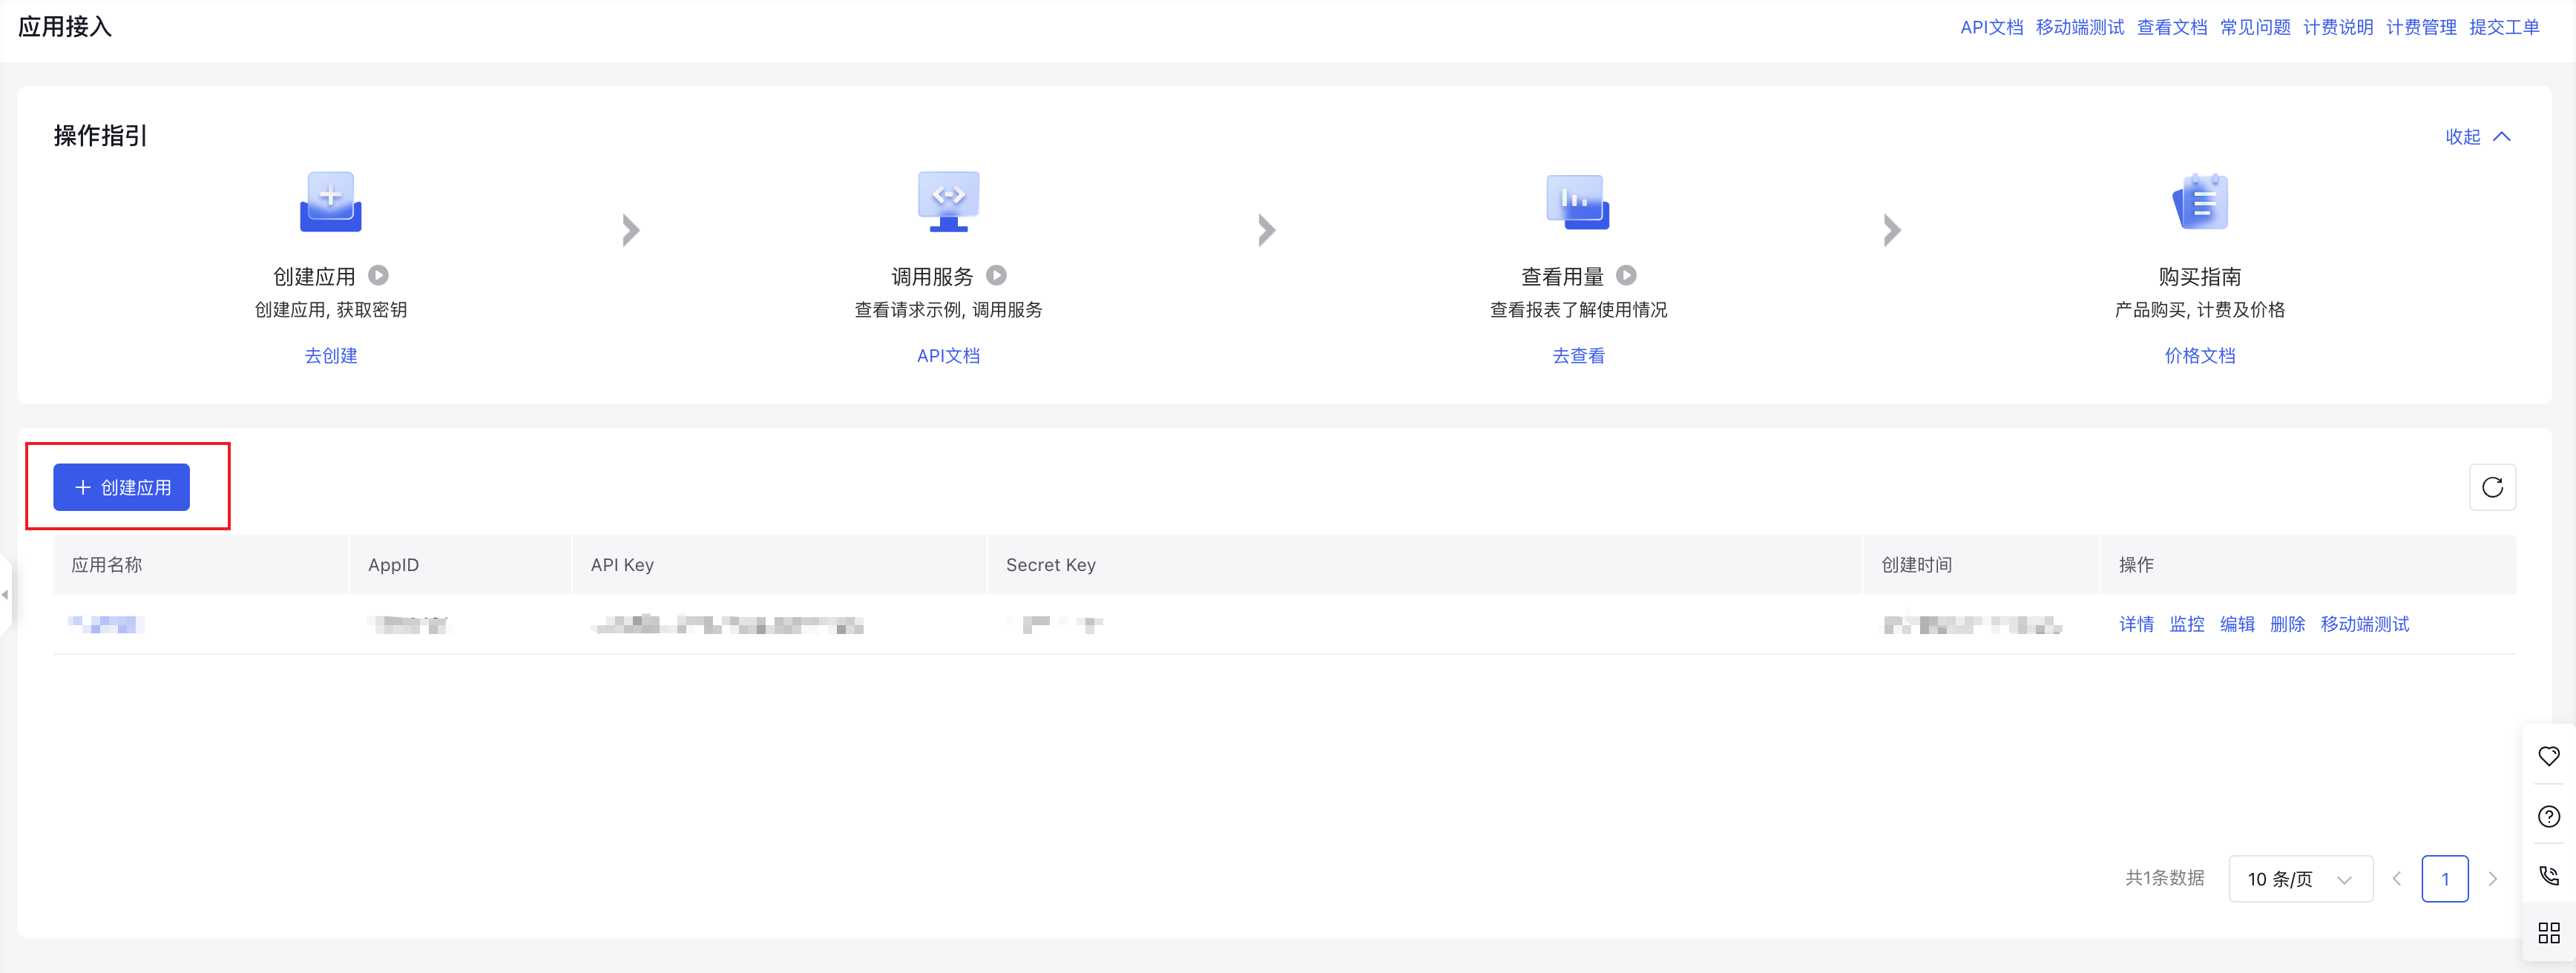 应用接入
API文档 移动端测试 查看文档 常见问题 计费说明 计费管理 提交工单
操作指引
收起
创建应用
创建应用, 获取密钥
去创建
调用服务
查看请求示例, 调用服务
API文档
查看用量
查看报表了解使用情况
去查看
购买指南
产品购买, 计费及价格
价格文档
创建应用
应用名称 AppID API Key Secret Key 创建时间 操作
详情 监控 编辑 删除 移动端测试
共1条数据 10 条/页 1